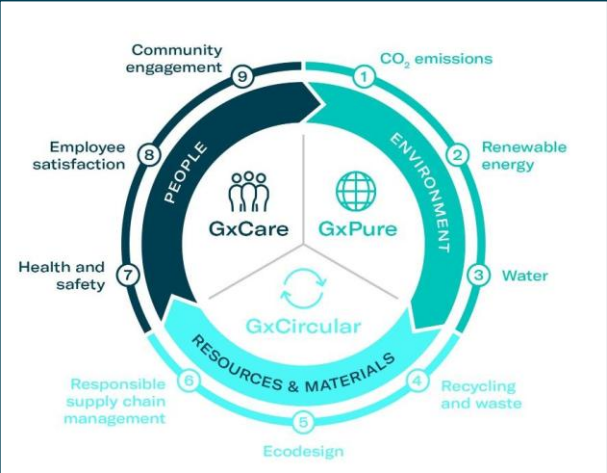 1
CO₂ emissions
2
Renewable
energy
3
Water
4
Recycling
and waste
5
Ecodesign
6
Responsible
supply chain
management
7
Health and
safety
8
Employee
satisfaction
9
Community
engagement
PEOPLE
ENVIRONMENT
RESOURCES & MATERIALS
GxCare
GxPure
GxCircular